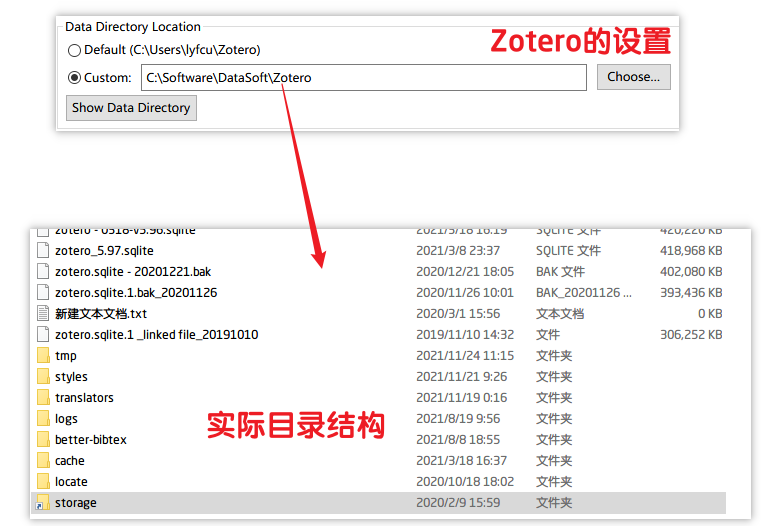 Data Directory Location
Zotero的设置
Default (C:\Users\lyfcu\Zotero)
Custom: C:\Software\DataSoft\Zotero Choose...
Show Data Directory
zotero - 0518-v5.96.sqlite 2021/5/18 16:19 SQLITE 文件 420,220 KB
zotero_5.97.sqlite 2021/3/8 23:37 SQLITE 文件 418,968 KB
zotero.sqlite - 20201221.bak 2020/12/21 18:05 BAK 文件 402,080 KB
zotero.sqlite.1.bak_20201126 2020/11/26 10:01 BAK_20201126 ... 393,436 KB
新建文本文档.txt 2020/3/1 15:56 文本文档 0 KB
zotero.sqlite.1 _linked file_20191010 2019/11/10 14:32 文件 306,252 KB
tmp 2021/11/24 11:15 文件夹
styles 2021/11/21 9:26 文件夹
translators 2021/11/19 0:16 文件夹
logs 2021/8/19 9:56 文件夹
实际目录结构
better-bibtex 2021/8/8 18:55 文件夹
cache 2021/3/18 16:37 文件夹
locate 2020/10/18 18:02 文件夹
storage 2020/2/9 15:59 文件夹